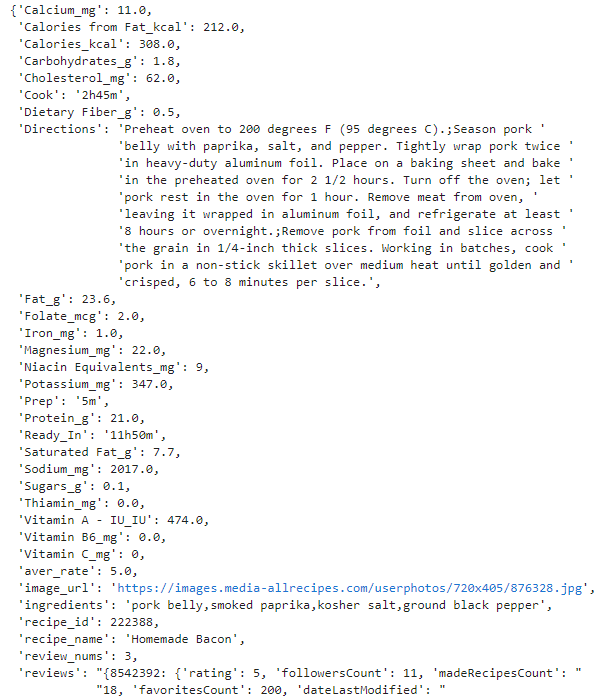 {'Calcium_mg': 11.0,
'Calories from Fat_kcal': 212.0,
'Calories_kcal': 308.0,
'Carbohydrates_g': 1.8,
'Cholesterol_mg': 62.0,
'Cook': '2h45m',
'Dietary Fiber_g': 0.5,
'Directions': 'Preheat oven to 200 degrees F (95 degrees C).;Season pork '
'belly with paprika, salt, and pepper. Tightly wrap pork twice '
'in heavy-duty aluminum foil. Place on a baking sheet and bake '
'in the preheated oven for 2 1/2 hours. Turn off the oven; let '
'pork rest in the oven for 1 hour. Remove meat from oven, '
'leaving it wrapped in aluminum foil, and refrigerate at least '
'8 hours or overnight.;Remove pork from foil and slice across '
'the grain in 1/4-inch thick slices. Working in batches, cook '
'pork in a non-stick skillet over medium heat until golden and '
'crisped, 6 to 8 minutes per slice.',
'Fat_g': 23.6,
'Folate_mcg': 2.0,
'Iron_mg': 1.0,
'Magnesium_mg': 22.0,
'Niacin Equivalents_mg': 9,
'Potassium_mg': 347.0,
'Prep': '5m',
'Protein_g': 21.0,
'Ready_In': '11h50m',
'Saturated Fat_g': 7.7,
'Sodium_mg': 2017.0,
'Sugars_g': 0.1,
'Thiamin_mg': 0.0,
'Vitamin A - IU_IU': 474.0,
'Vitamin B6_mg': 0.0,
'Vitamin C_mg': 0,
'aver_rate': 5.0,
'image_url': 'https://images.media-allrecipes.com/userphotos/720x405/876328.jpg',
'ingredients': 'pork belly,smoked paprika,kosher salt,ground black pepper',
'recipe_id': 222388,
'recipe_name': 'Homemade Bacon',
'review_nums': 3,
'reviews': "{8542392: {'rating': 5, 'followersCount': 11, 'madeRecipesCount': "
"18, 'favoritesCount': 200, 'dateLastModified': "